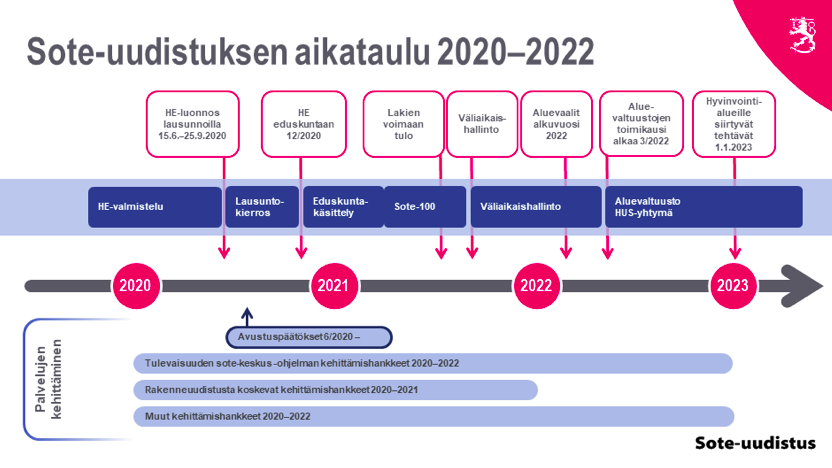 Sote-uudistuksen aikataulu 2020–2022
HE-luonnos
lausunnoilla
15.6.–25.9.2020
HE
eduskuntaan
12/2020
Lakien
voimaan
tulo
Väliaikais-
hallinto
Aluevaalit
alkuvuosi
2022
Alue-
valtuustojen
toimikausi
alkaa 3/2022
Hyvinvointi-
alueille
siirtyvät
tehtävät
1.1.2023
HE-valmistelu
Lausunto-
kierros
Eduskunta-
käsittely
Sote-100
Väliaikaishallinto
Aluevaltuusto
HUS-yhtymä
2020
2021
2022
2023
Palvelujen
kehittäminen
Avustuspäätökset 6/2020 –
Tulevaisuuden sote-keskus -ohjelman kehittämishankkeet 2020–2022
Rakenneuudistusta koskevat kehittämishankkeet 2020–2021
Muut kehittämishankkeet 2020–2022
Sote-uudistus